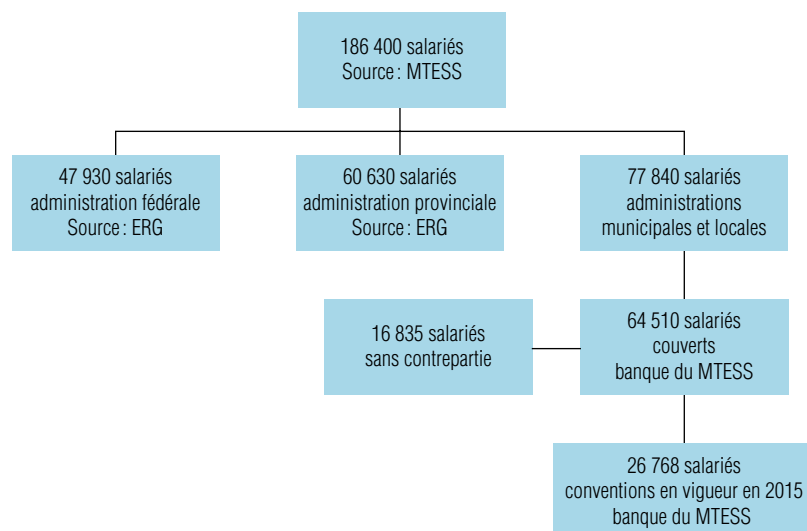 186 400 salariés
Source : MTESS
47 930 salariés
administration fédérale
Source : ERG
60 630 salariés
administration provinciale
Source : ERG
77 840 salariés
administrations
municipales et locales
16 835 salariés
sans contrepartie
64 510 salariés
couverts
banque du MTESS
26 768 salariés
conventions en vigueur en 2015
banque du MTESS